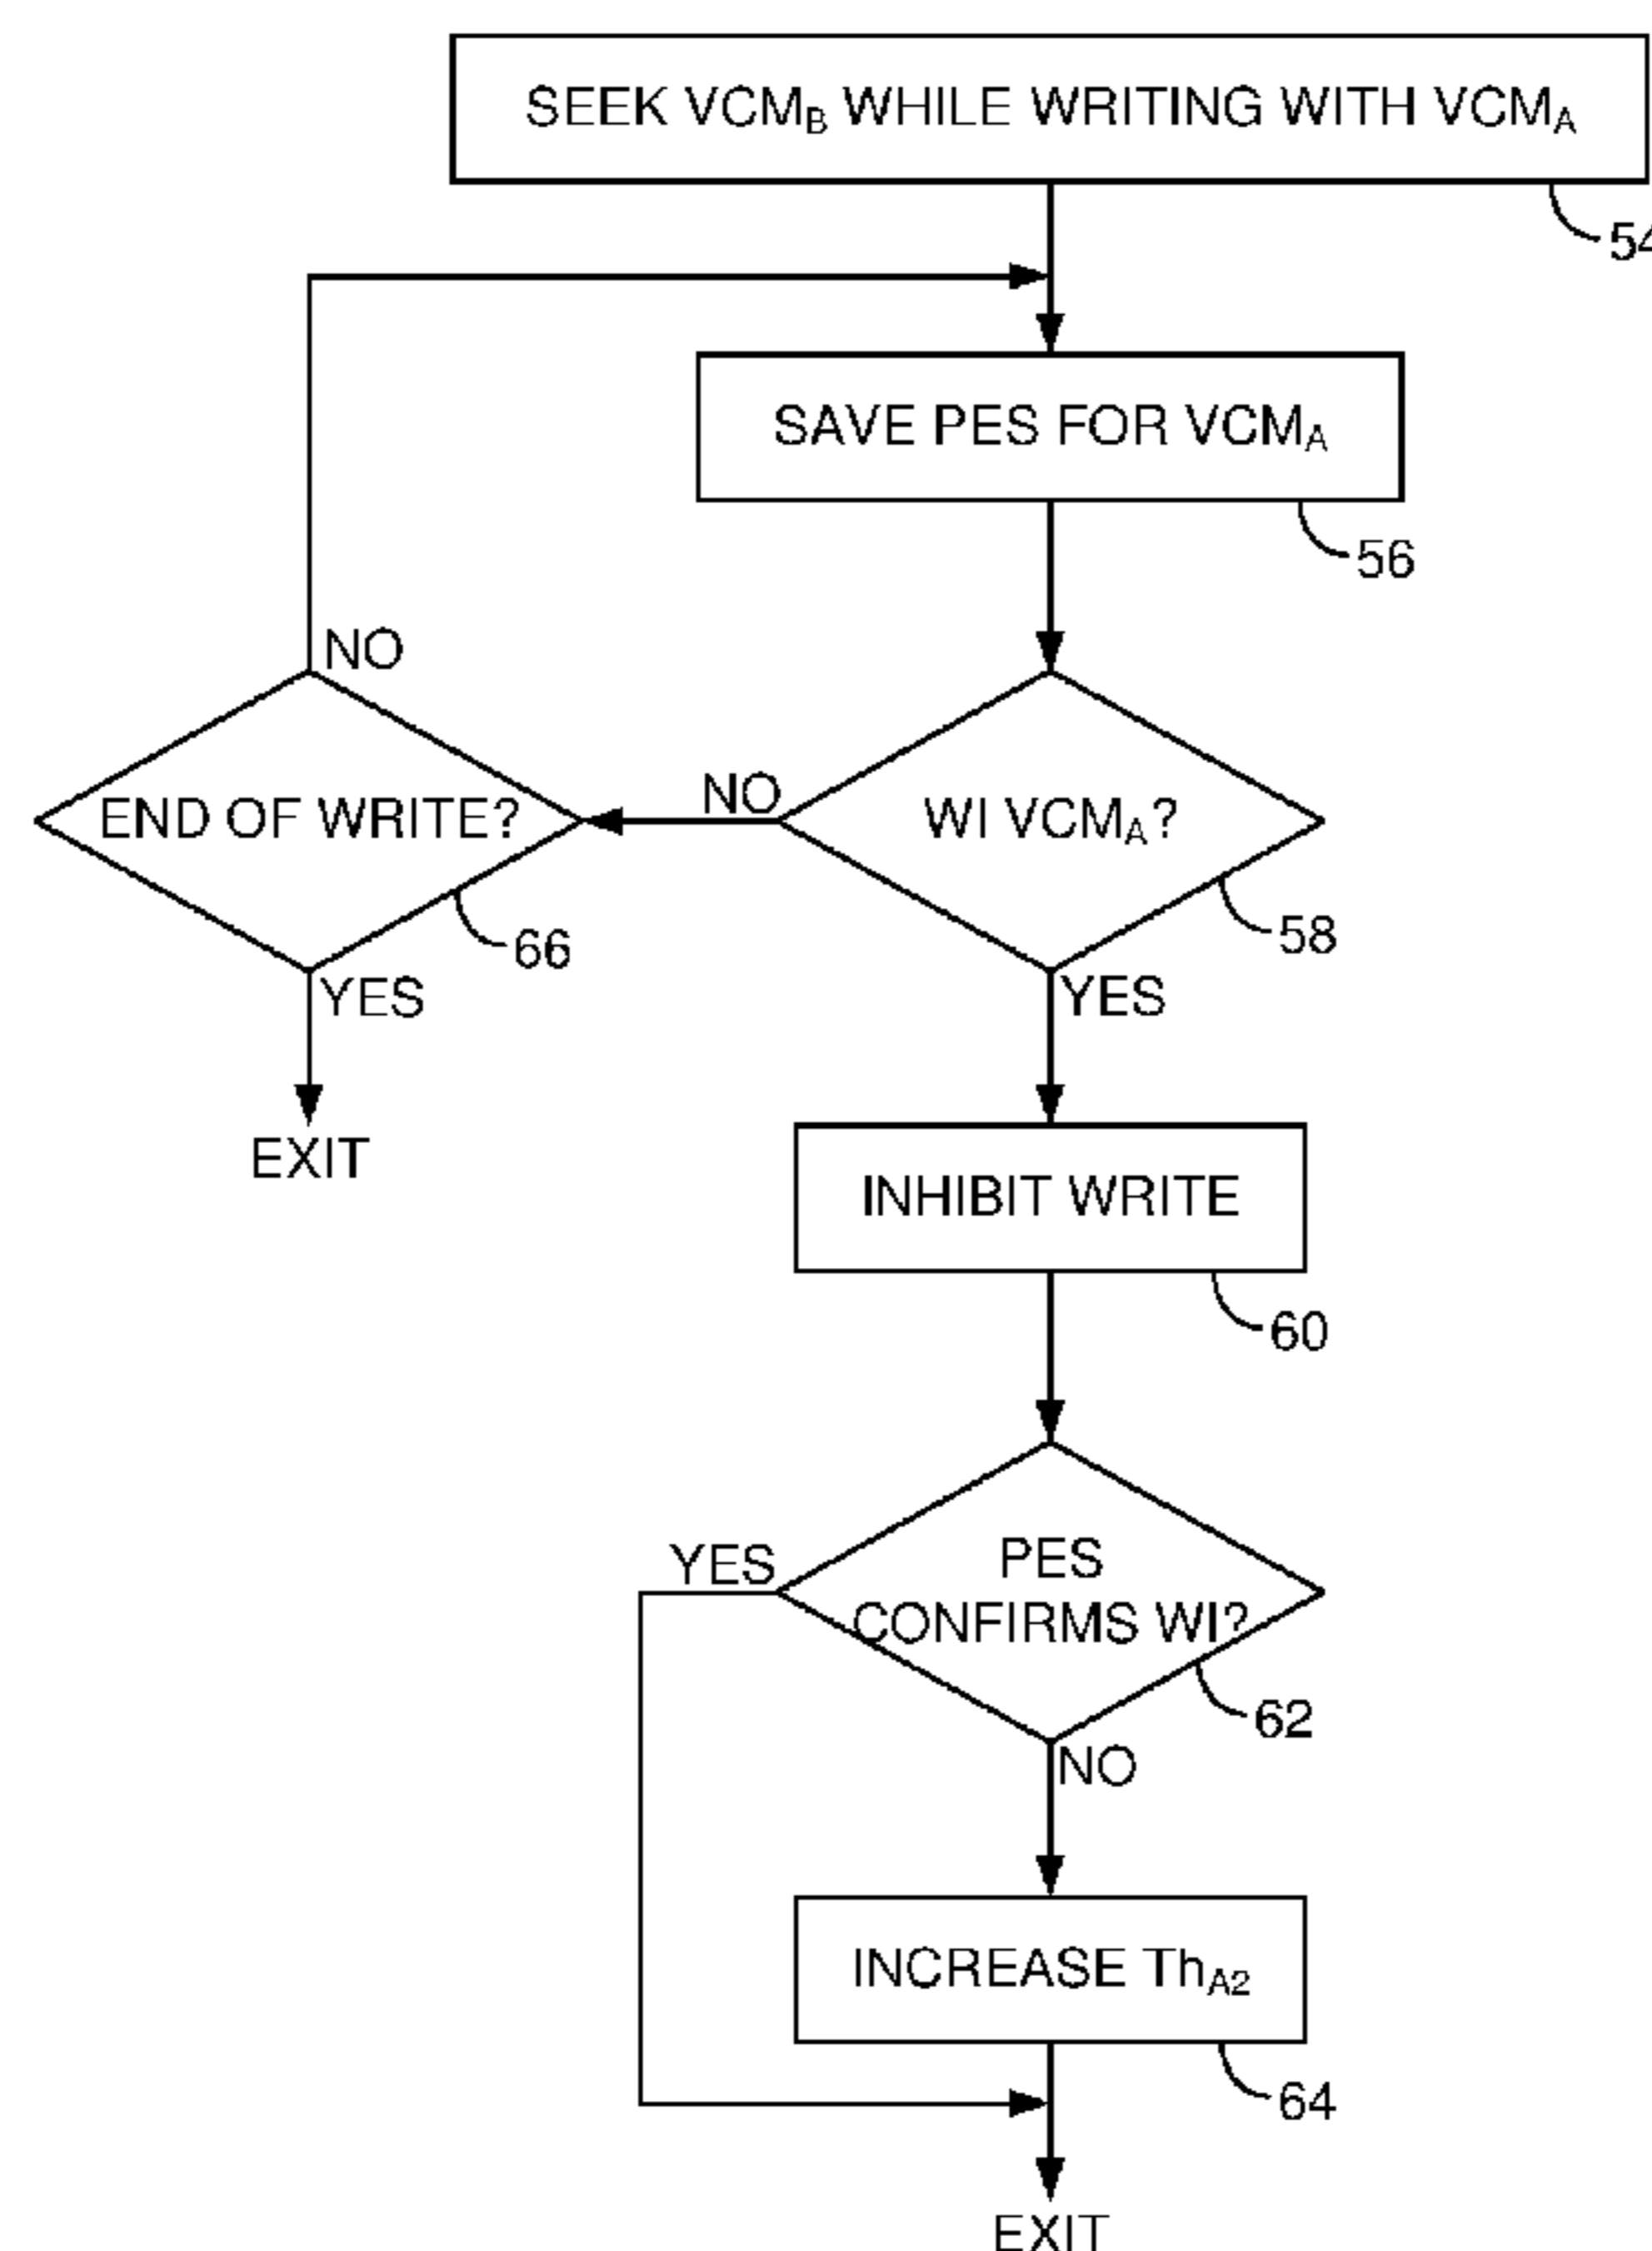 SEEK VCMB WHILE WRITING WITH VCMA
54
SAVE PES FOR VCMA
56
NO
END OF WRITE?
66
YES
EXIT
NO
WI VCMA?
58
YES
INHIBIT WRITE
60
YES
PES
CONFIRMS WI?
62
NO
INCREASE ThA2
64
EXIT